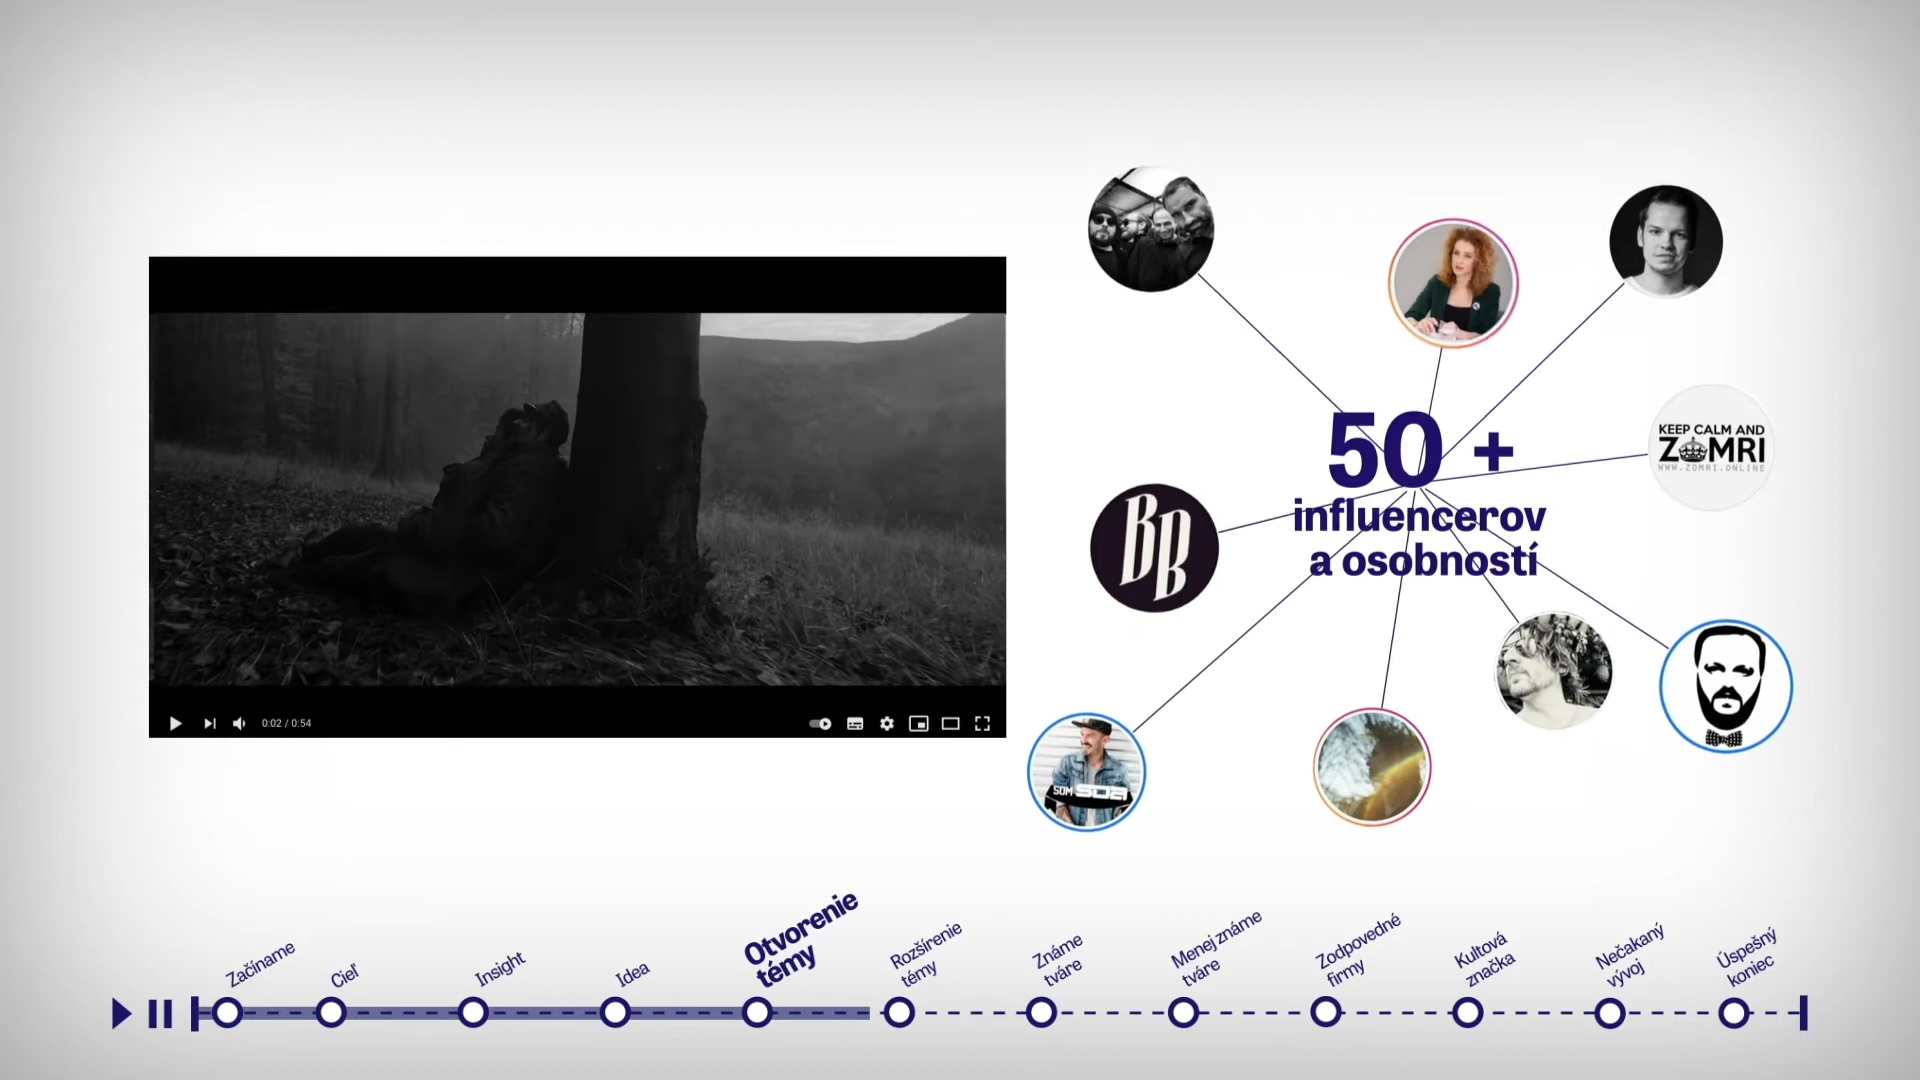 0:02 / 0:54
50 +
influencerov
a osobností
KEEP CALM AND
ZOMRI
WWW.ZOMRI.ONLINE
BB
SOM SOA
Začíname
Cieľ
Insight
Idea
Otvorenie
témy
Rozšírenie
témy
Známe
tváre
Menej známe
tváre
Zodpovedné
firmy
Kultová
značka
Nečakaný
vývoj
Úspešný
koniec